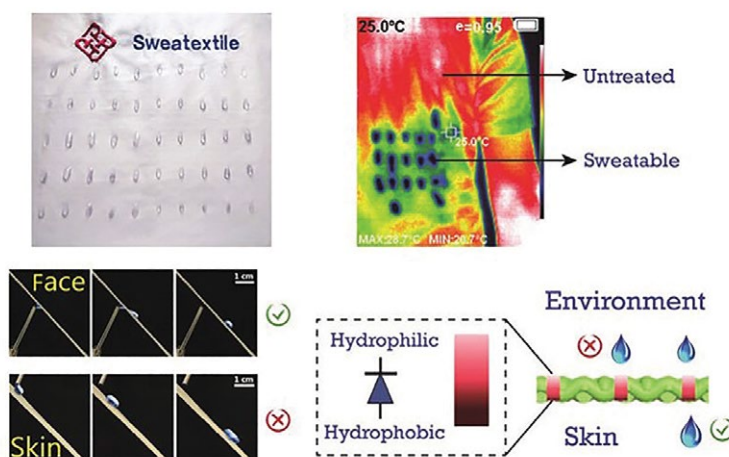 Sweatextile
25.0°C
e=0.95
Untreated
25.0°C
Sweatable
MAX:28.7°C MIN:20.7°C
Face
1 cm
Skin
1 cm
Environment
Hydrophilic
Hydrophobic
Skin